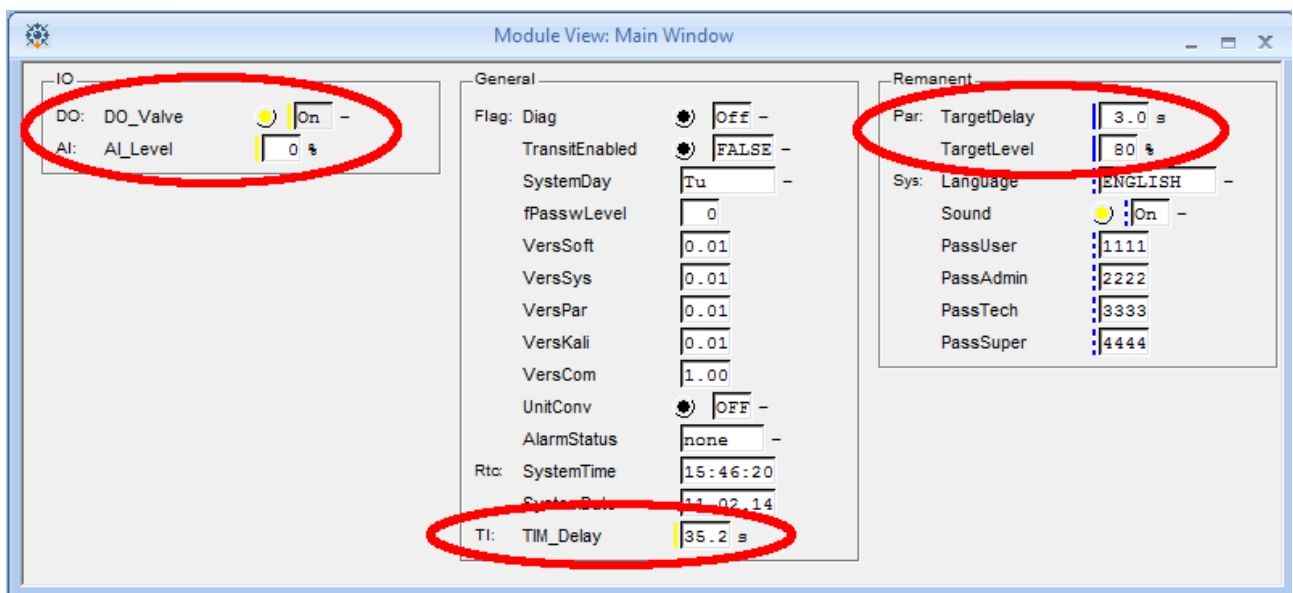 Module View: Main Window
IO
DO: DO_Valve On -
AI: AI_Level 0 %
General
Flag: Diag Off -
TransitEnabled FALSE -
SystemDay Tu -
fPasswLevel 0
VersSoft 0.01
VersSys 0.01
VersPar 0.01
VersKali 0.01
VersCom 1.00
UnitConv OFF -
AlarmStatus none -
Rtc: SystemTime 15:46:20
SystemDate 11.02.14
TI: TIM_Delay 35.2 s
Remanent
Par: TargetDelay 3.0 s
TargetLevel 80 %
Sys: Language ENGLISH -
Sound On -
PassUser 1111
PassAdmin 2222
PassTech 3333
PassSuper 4444